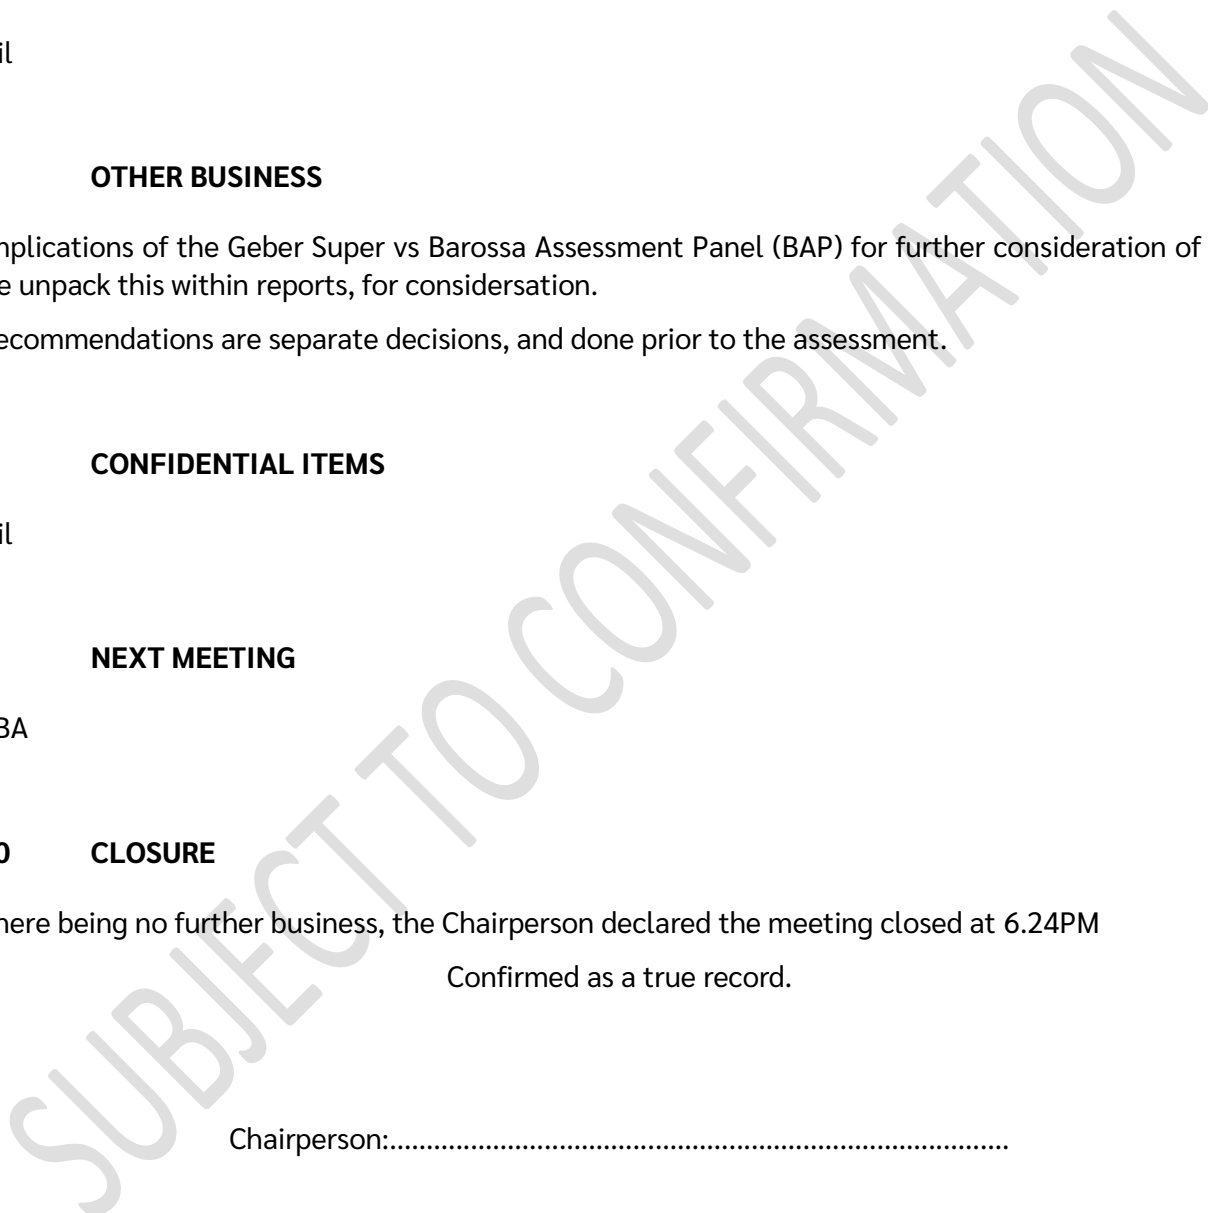 il
OTHER BUSINESS
nplications of the Geber Super vs Barossa Assessment Panel (BAP) for further consideration of
e unpack this within reports, for considersation.
ecommendations are separate decisions, and done prior to the assessment.
CONFIDENTIAL ITEMS
il
NEXT MEETING
BA
0 CLOSURE
here being no further business, the Chairperson declared the meeting closed at 6.24PM
Confirmed as a true record.
Chairperson:.....................................................................................
SUBJECT TO CONFIRMATION